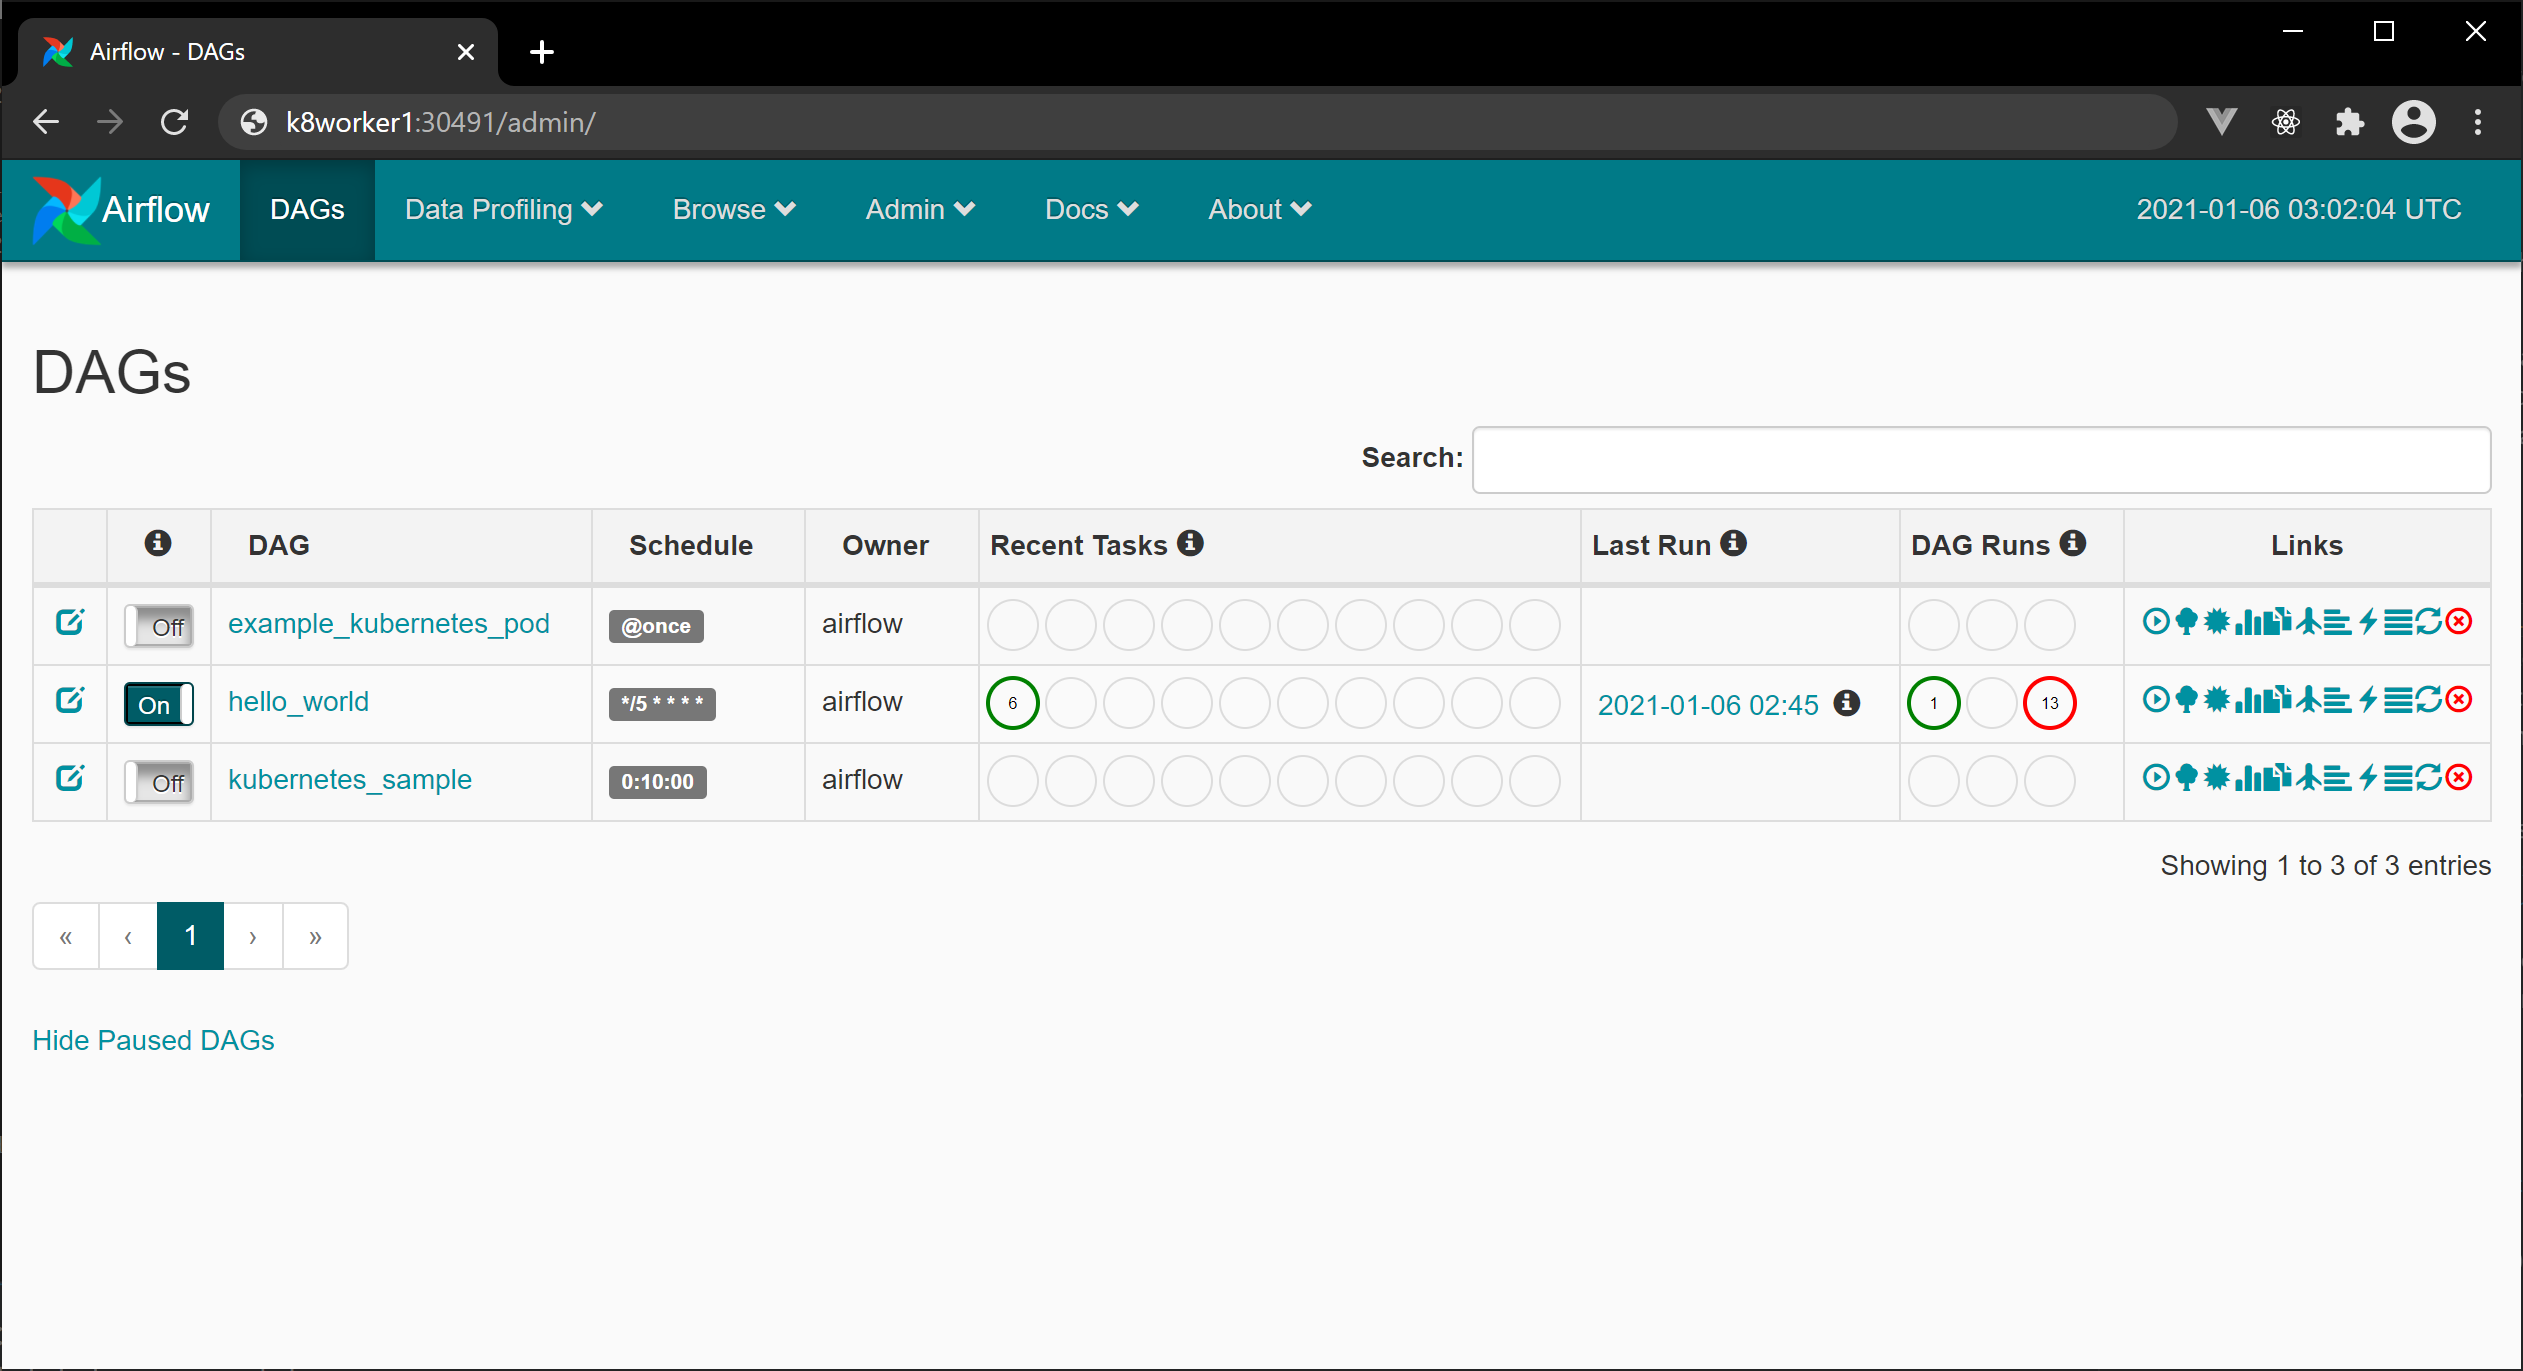 Airflow - DAGs
k8worker1:30491/admin/
Airflow DAGs Data Profiling Browse Admin Docs About 2021-01-06 03:02:04 UTC
DAGs
Search:
DAG Schedule Owner Recent Tasks Last Run DAG Runs Links
Off example_kubernetes_pod @once airflow
On hello_world */5 * * * * airflow 6 2021-01-06 02:45 1 13
Off kubernetes_sample 0:10:00 airflow
Showing 1 to 3 of 3 entries
« ‹ 1 › »
Hide Paused DAGs